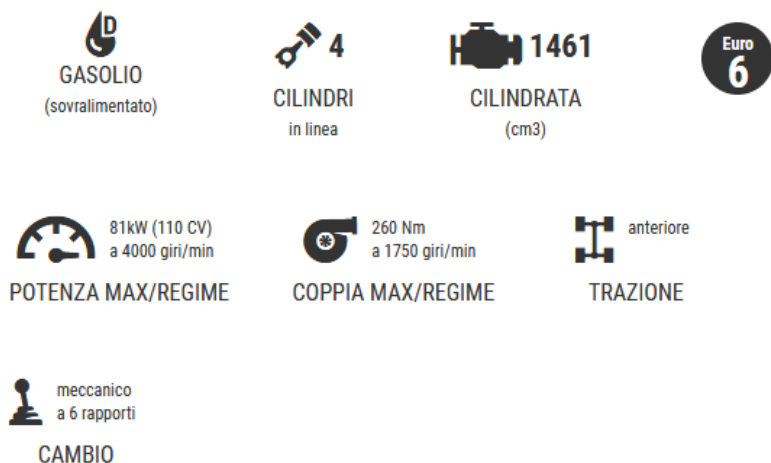 D
GASOLIO
(sovralimentato)
4
CILINDRI
in linea
1461
CILINDRATA
(cm3)
Euro
6
81kW (110 CV)
a 4000 giri/min
POTENZA MAX/REGIME
260 Nm
a 1750 giri/min
COPPIA MAX/REGIME
anteriore
TRAZIONE
meccanico
a 6 rapporti
CAMBIO